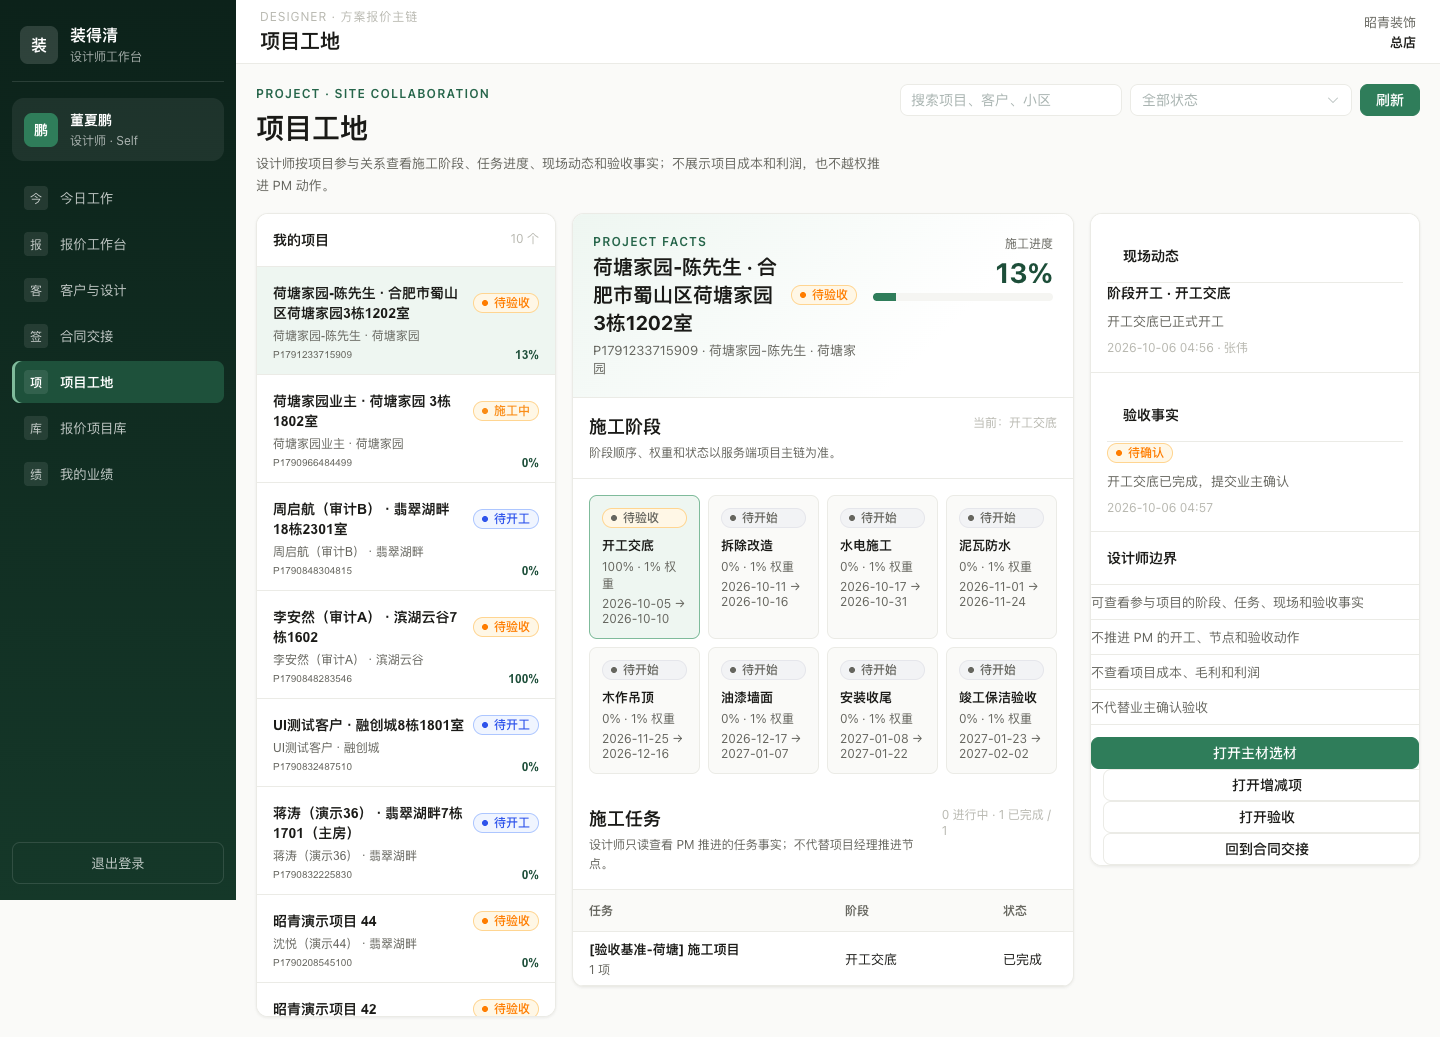 装
装得清
设计师工作台
鹏
董夏鹏
设计师 · Self
今 今日工作
报 报价工作台
客 客户与设计
签 合同交接
项 项目工地
库 报价项目库
绩 我的业绩
退出登录
DESIGNER · 方案报价主链
项目工地
昭青装饰
总店
PROJECT · SITE COLLABORATION
项目工地
设计师按项目参与关系查看施工阶段、任务进度、现场动态和验收事实；不展示项目成本和利润，也不越权推
进 PM 动作。
搜索项目、客户、小区
全部状态
刷新
我的项目
10 个
荷塘家园-陈先生 · 合肥市蜀山
区荷塘家园3栋1202室
待验收
荷塘家园-陈先生 · 荷塘家园
P1791233715909
13%
荷塘家园业主 · 荷塘家园 3栋
1802室
施工中
荷塘家园业主 · 荷塘家园
P1790966484499
0%
周启航（审计B） · 翡翠湖畔
18栋2301室
待开工
周启航（审计B） · 翡翠湖畔
P1790848304815
0%
李安然（审计A） · 滨湖云谷7
栋1602
待验收
李安然（审计A） · 滨湖云谷
P1790848283546
100%
UI测试客户 · 融创城8栋1801室
待开工
UI测试客户 · 融创城
P1790832487510
0%
蒋涛（演示36） · 翡翠湖畔7栋
1701（主房）
待开工
蒋涛（演示36） · 翡翠湖畔
P1790832225830
0%
昭青演示项目 44
待验收
沈悦（演示44） · 翡翠湖畔
P1790208545100
0%
昭青演示项目 42
待验收
PROJECT FACTS
荷塘家园-陈先生 · 合
肥市蜀山区荷塘家园
3栋1202室
待验收
P1791233715909 · 荷塘家园-陈先生 · 荷塘家
园
施工进度
13%
施工阶段
当前：开工交底
阶段顺序、权重和状态以服务端项目主链为准。
待验收
开工交底
100% · 1% 权
重
2026-10-05 →
2026-10-10
待开始
拆除改造
0% · 1% 权重
2026-10-11 →
2026-10-16
待开始
水电施工
0% · 1% 权重
2026-10-17 →
2026-10-31
待开始
泥瓦防水
0% · 1% 权重
2026-11-01 →
2026-11-24
待开始
木作吊顶
0% · 1% 权重
2026-11-25 →
2026-12-16
待开始
油漆墙面
0% · 1% 权重
2026-12-17 →
2027-01-07
待开始
安装收尾
0% · 1% 权重
2027-01-08 →
2027-01-22
待开始
竣工保洁验收
0% · 1% 权重
2027-01-23 →
2027-02-02
施工任务
0 进行中 · 1 已完成 /
1
设计师只读查看 PM 推进的任务事实；不代替项目经理推进节
点。
任务 阶段 状态
[验收基准-荷塘] 施工项目
1 项
开工交底
已完成
现场动态
阶段开工 · 开工交底
开工交底已正式开工
2026-10-06 04:56 · 张伟
验收事实
待确认
开工交底已完成，提交业主确认
2026-10-06 04:57
设计师边界
可查看参与项目的阶段、任务、现场和验收事实
不推进 PM 的开工、节点和验收动作
不查看项目成本、毛利和利润
不代替业主确认验收
打开主材选材
打开增减项
打开验收
回到合同交接